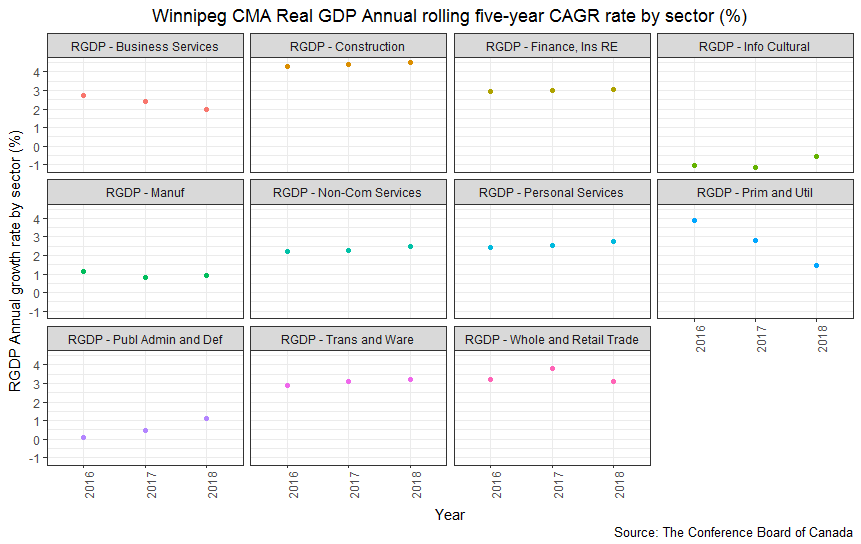 Winnipeg CMA Real GDP Annual rolling five-year CAGR rate by sector (%)
RGDP Annual growth rate by sector (%)
RGDP - Business Services
RGDP - Construction
RGDP - Finance, Ins RE
RGDP - Info Cultural
4
3
2
1
0
-1
RGDP - Manuf
RGDP - Non-Com Services
RGDP - Personal Services
RGDP - Prim and Util
4
3
2
1
0
-1
2016
2017
2018
RGDP - Publ Admin and Def
RGDP - Trans and Ware
RGDP - Whole and Retail Trade
4
3
2
1
0
-1
2016
2017
2018
2016
2017
2018
2016
2017
2018
Year
Source: The Conference Board of Canada